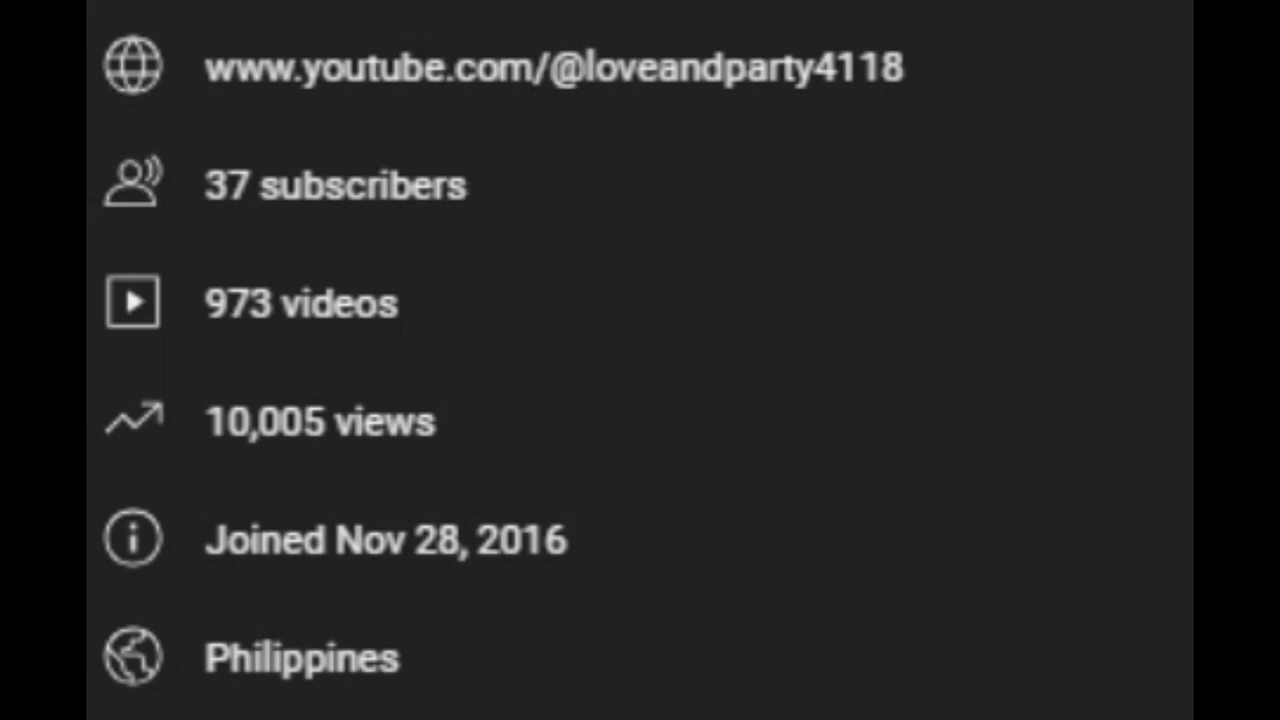 www.youtube.com/@loveandparty4118
37 subscribers
973 videos
10,005 views
Joined Nov 28, 2016
Philippines